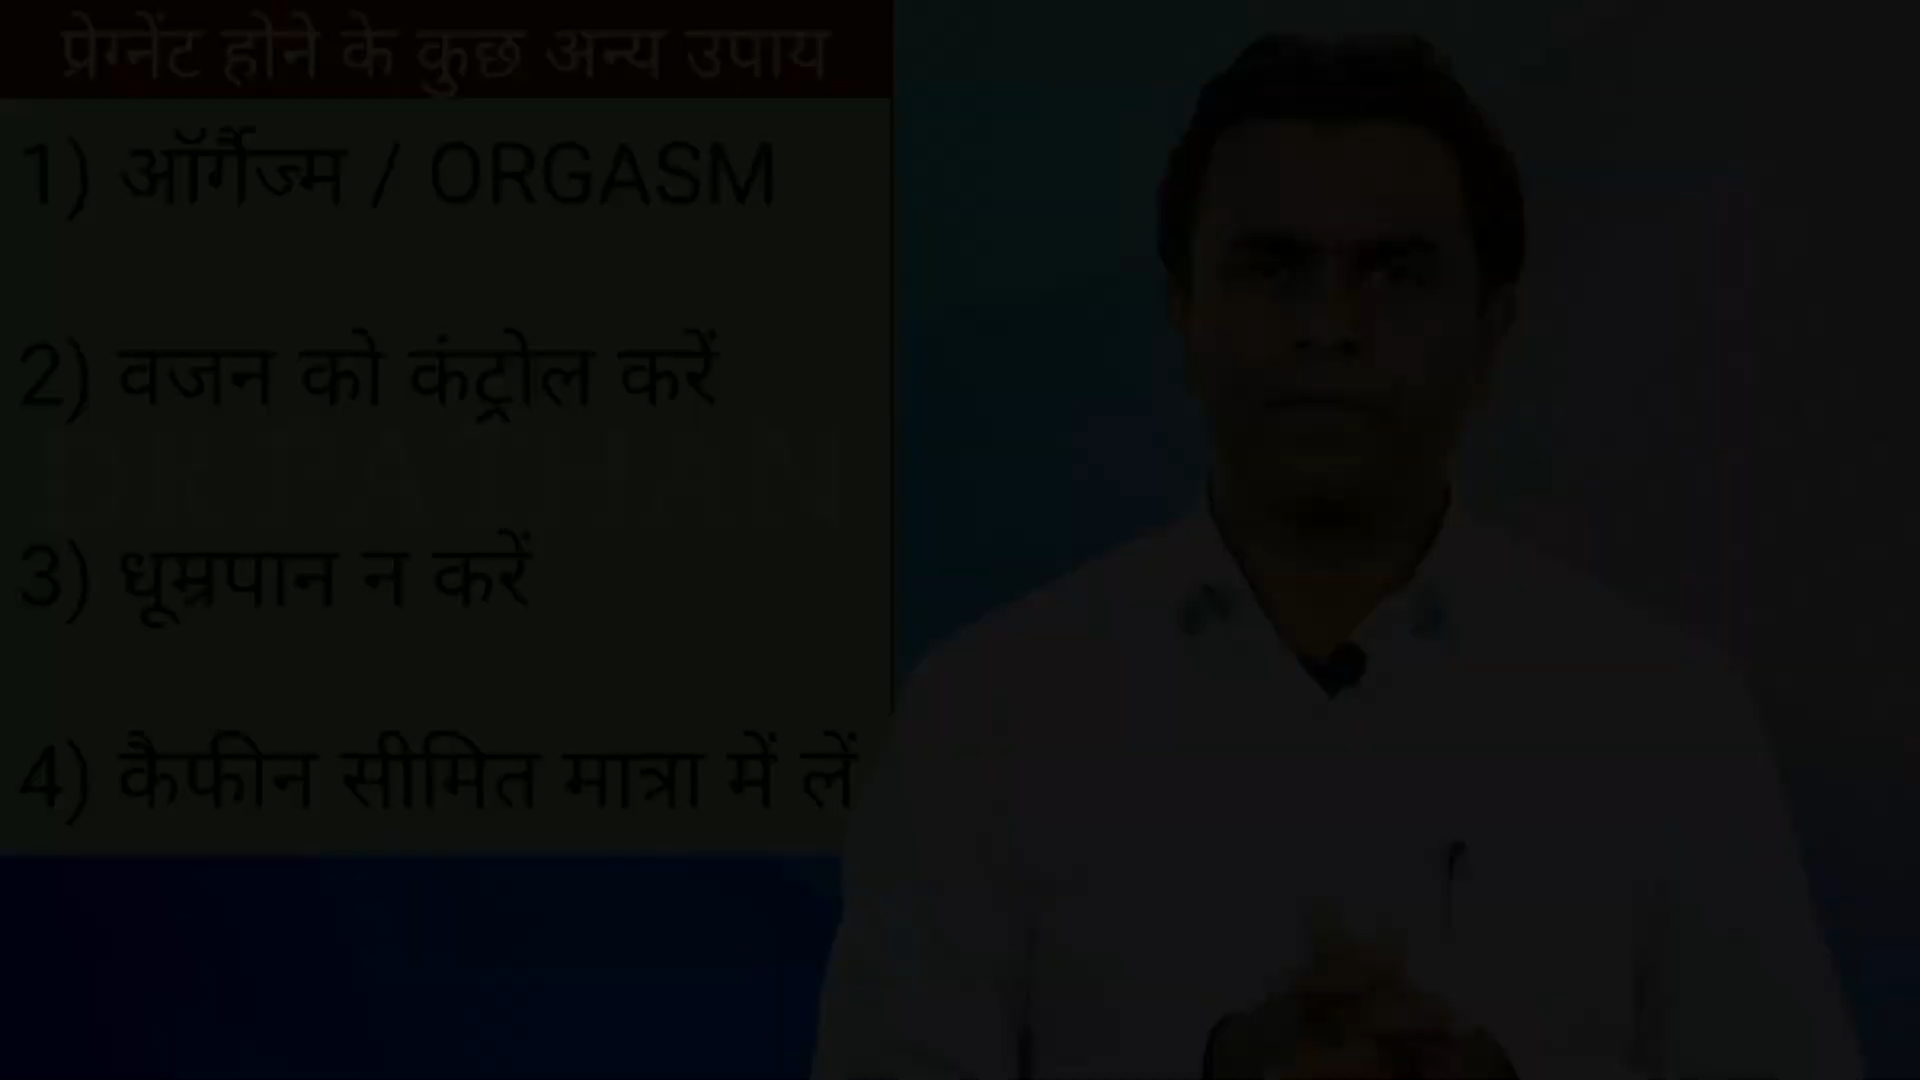 प्रेग्नेंट होने के कुछ अन्य उपाय
1) ऑर्गैज्म / ORGASM
2) वजन को कंट्रोल करें
3) धूम्रपान न करें
4) कैफीन सीमित मात्रा में लें